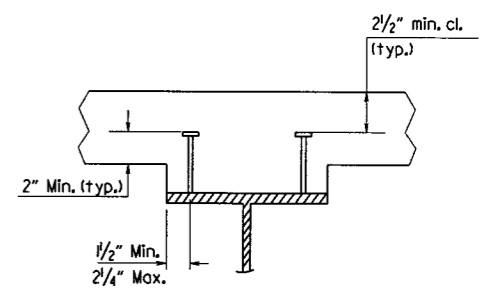 2½" min. cl.
(typ.)
2" Min. (typ.)
1½" Min.
2¼" Max.